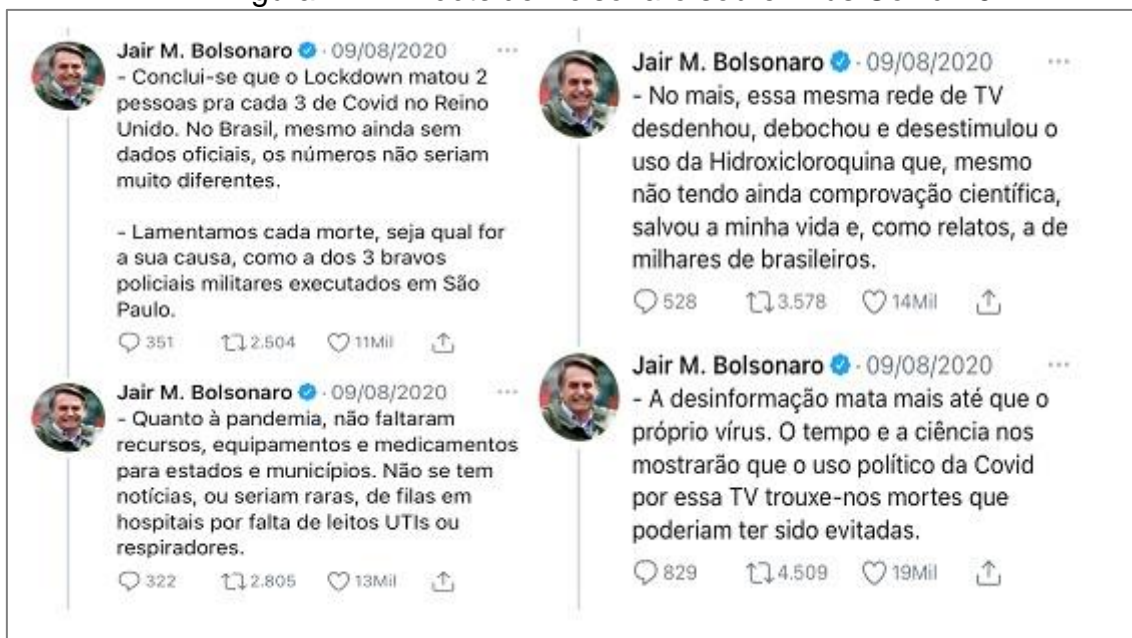 Jair M. Bolsonaro · 09/08/2020 ...
- Conclui-se que o Lockdown matou 2
pessoas pra cada 3 de Covid no Reino
Unido. No Brasil, mesmo ainda sem
dados oficiais, os números não seriam
muito diferentes.
- Lamentamos cada morte, seja qual for
a sua causa, como a dos 3 bravos
policiais militares executados em São
Paulo.
351 2.504 11Mil
Jair M. Bolsonaro · 09/08/2020 ...
- Quanto à pandemia, não faltaram
recursos, equipamentos e medicamentos
para estados e municípios. Não se tem
notícias, ou seriam raras, de filas em
hospitais por falta de leitos UTIs ou
respiradores.
322 2.805 13Mil
Jair M. Bolsonaro · 09/08/2020 ...
- No mais, essa mesma rede de TV
desdenhou, debochou e desestimulou o
uso da Hidroxicloroquina que, mesmo
não tendo ainda comprovação científica,
salvou a minha vida e, como relatos, a de
milhares de brasileiros.
528 3.578 14Mil
Jair M. Bolsonaro · 09/08/2020 ...
- A desinformação mata mais até que o
próprio vírus. O tempo e a ciência nos
mostrarão que o uso político da Covid
por essa TV trouxe-nos mortes que
poderiam ter sido evitadas.
829 4.509 19Mil